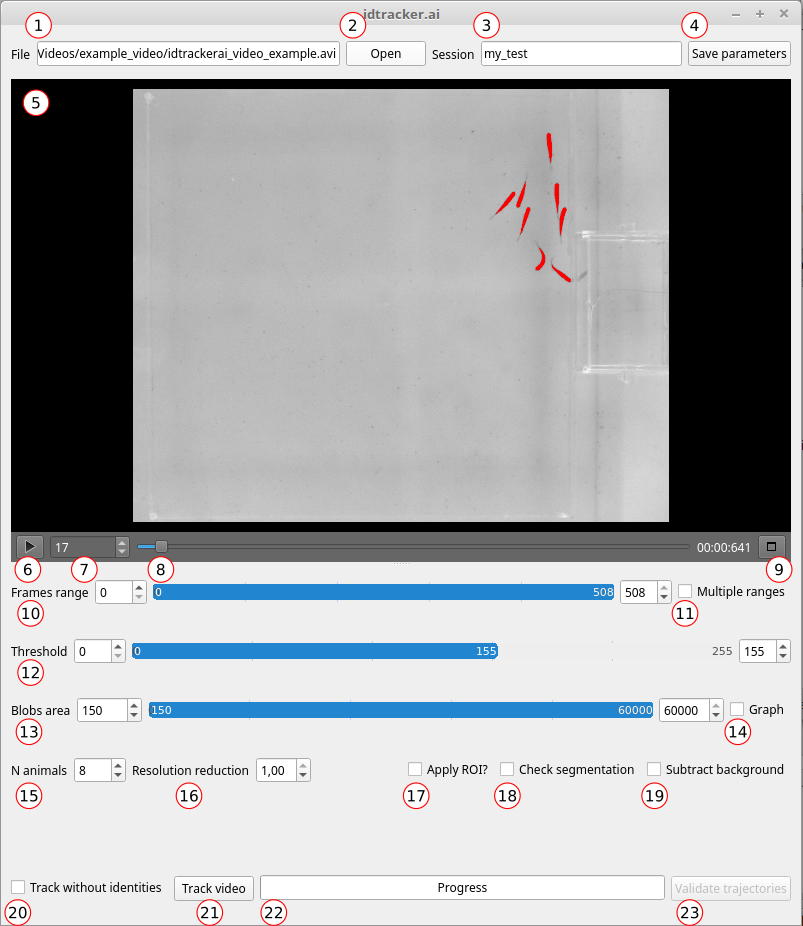 idtracker.ai
1 2 3 4
File Videos/example_video/idtrackerai_video_example.avi Open Session my_test Save parameters
5
17 00:00:641
6 7 8 9
Frames range 0 0 508 508 Multiple ranges
10 11
Threshold 0 0 155 255 155
12
Blobs area 150 150 60000 60000 Graph
13 14
N animals 8 Resolution reduction 1,00 Apply ROI? Check segmentation Subtract background
15 16 17 18 19
Track without identities Track video Progress Validate trajectories
20 21 22 23